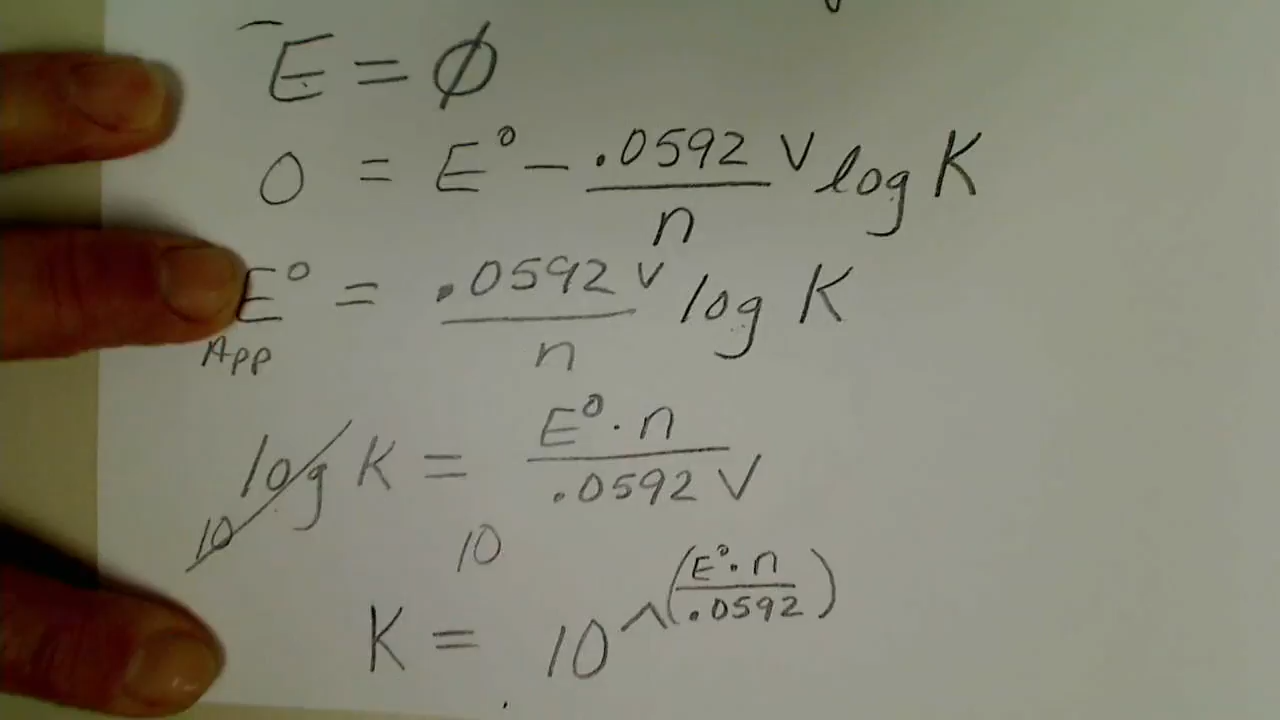 E = ∅
0 = E° - .0592 V / n log K
E° = .0592 V / n log K
App
log K = E° · n / .0592 V
10 10
K = 10^(E° · n / .0592)